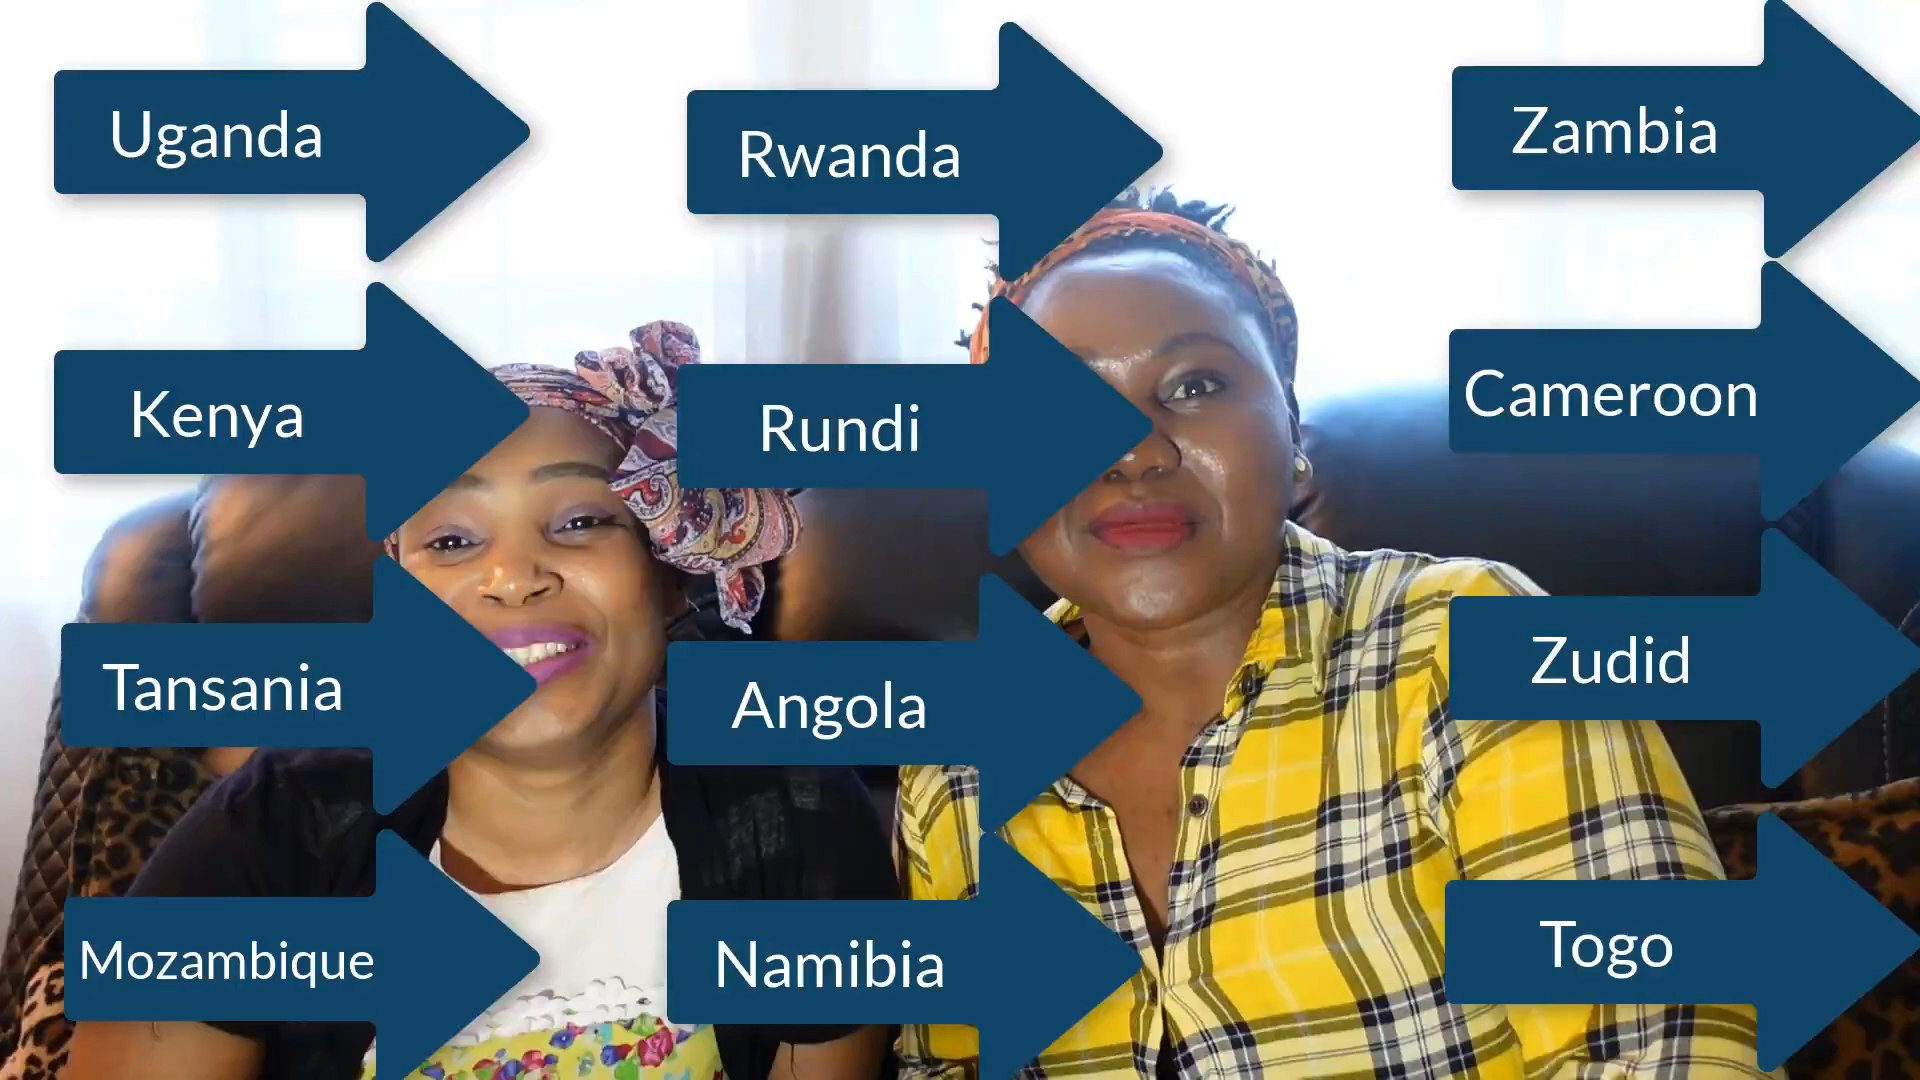 Uganda
Rwanda
Zambia
Kenya
Rundi
Cameroon
Tansania
Angola
Zudid
Mozambique
Namibia
Togo